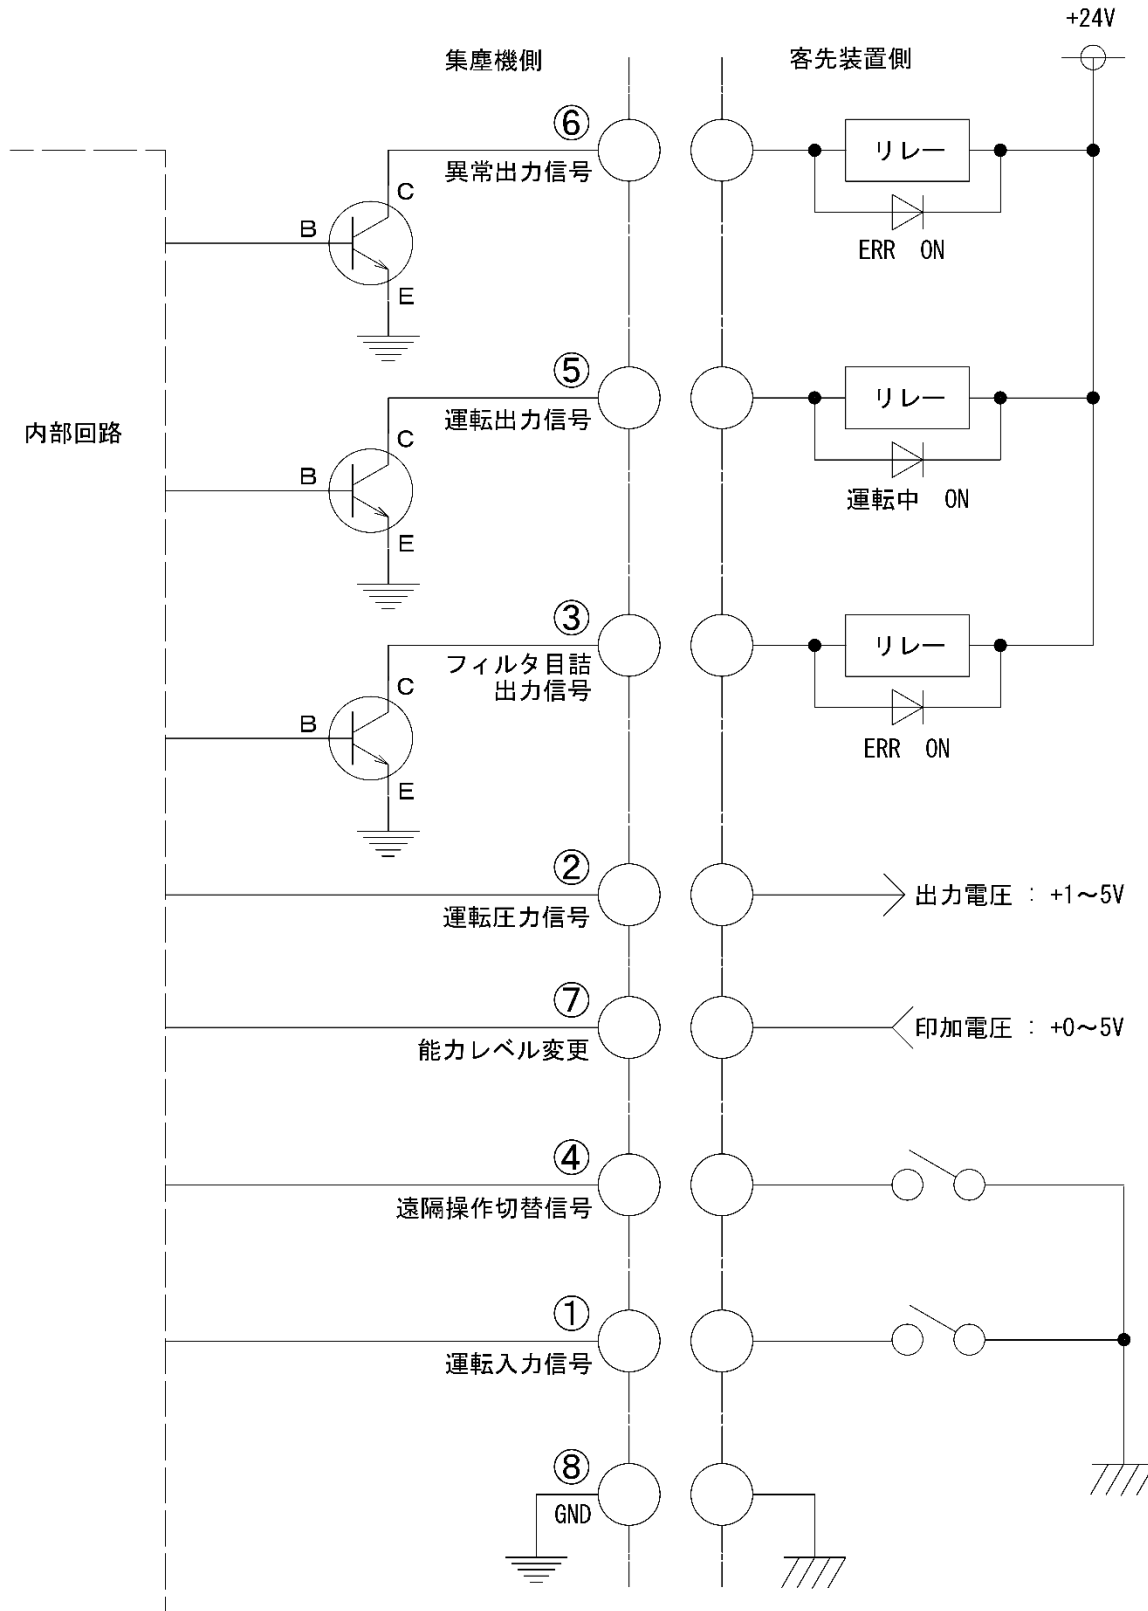 +24V
集塵機側
客先装置側
⑥
異常出力信号
リレー
C
B
E
ERR ON
⑤
運転出力信号
リレー
内部回路
C
B
E
運転中 ON
③
フィルタ目詰
出力信号
リレー
C
B
E
ERR ON
②
運転圧力信号
出力電圧 : +1～5V
⑦
能力レベル変更
印加電圧 : +0～5V
④
遠隔操作切替信号
①
運転入力信号
⑧
GND